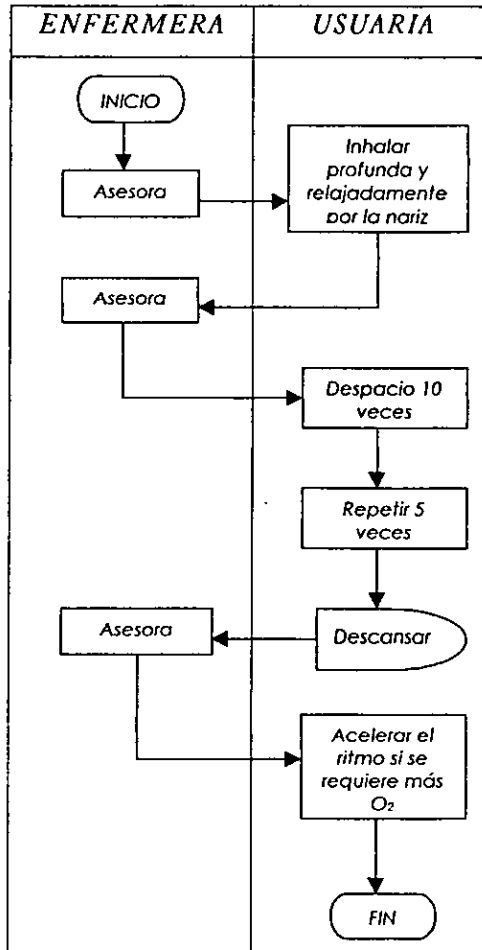 ENFERMERA
USUARIA
INICIO
Asesora
Inhalar
profunda y
relajadamente
por la nariz
Asesora
Despacio 10
veces
Repetir 5
veces
Descansar
Asesora
Acelerar el
ritmo si se
requiere más
O₂
FIN